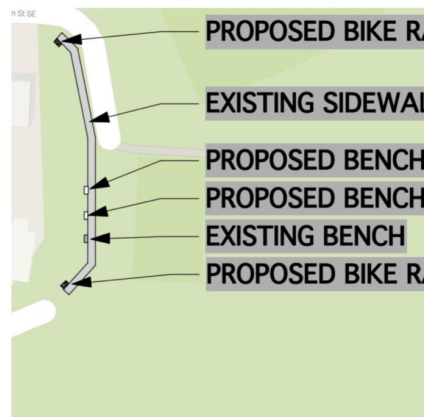 n St SE
PROPOSED BIKE RA
EXISTING SIDEWAL
PROPOSED BENCH
PROPOSED BENCH
EXISTING BENCH
PROPOSED BIKE RA